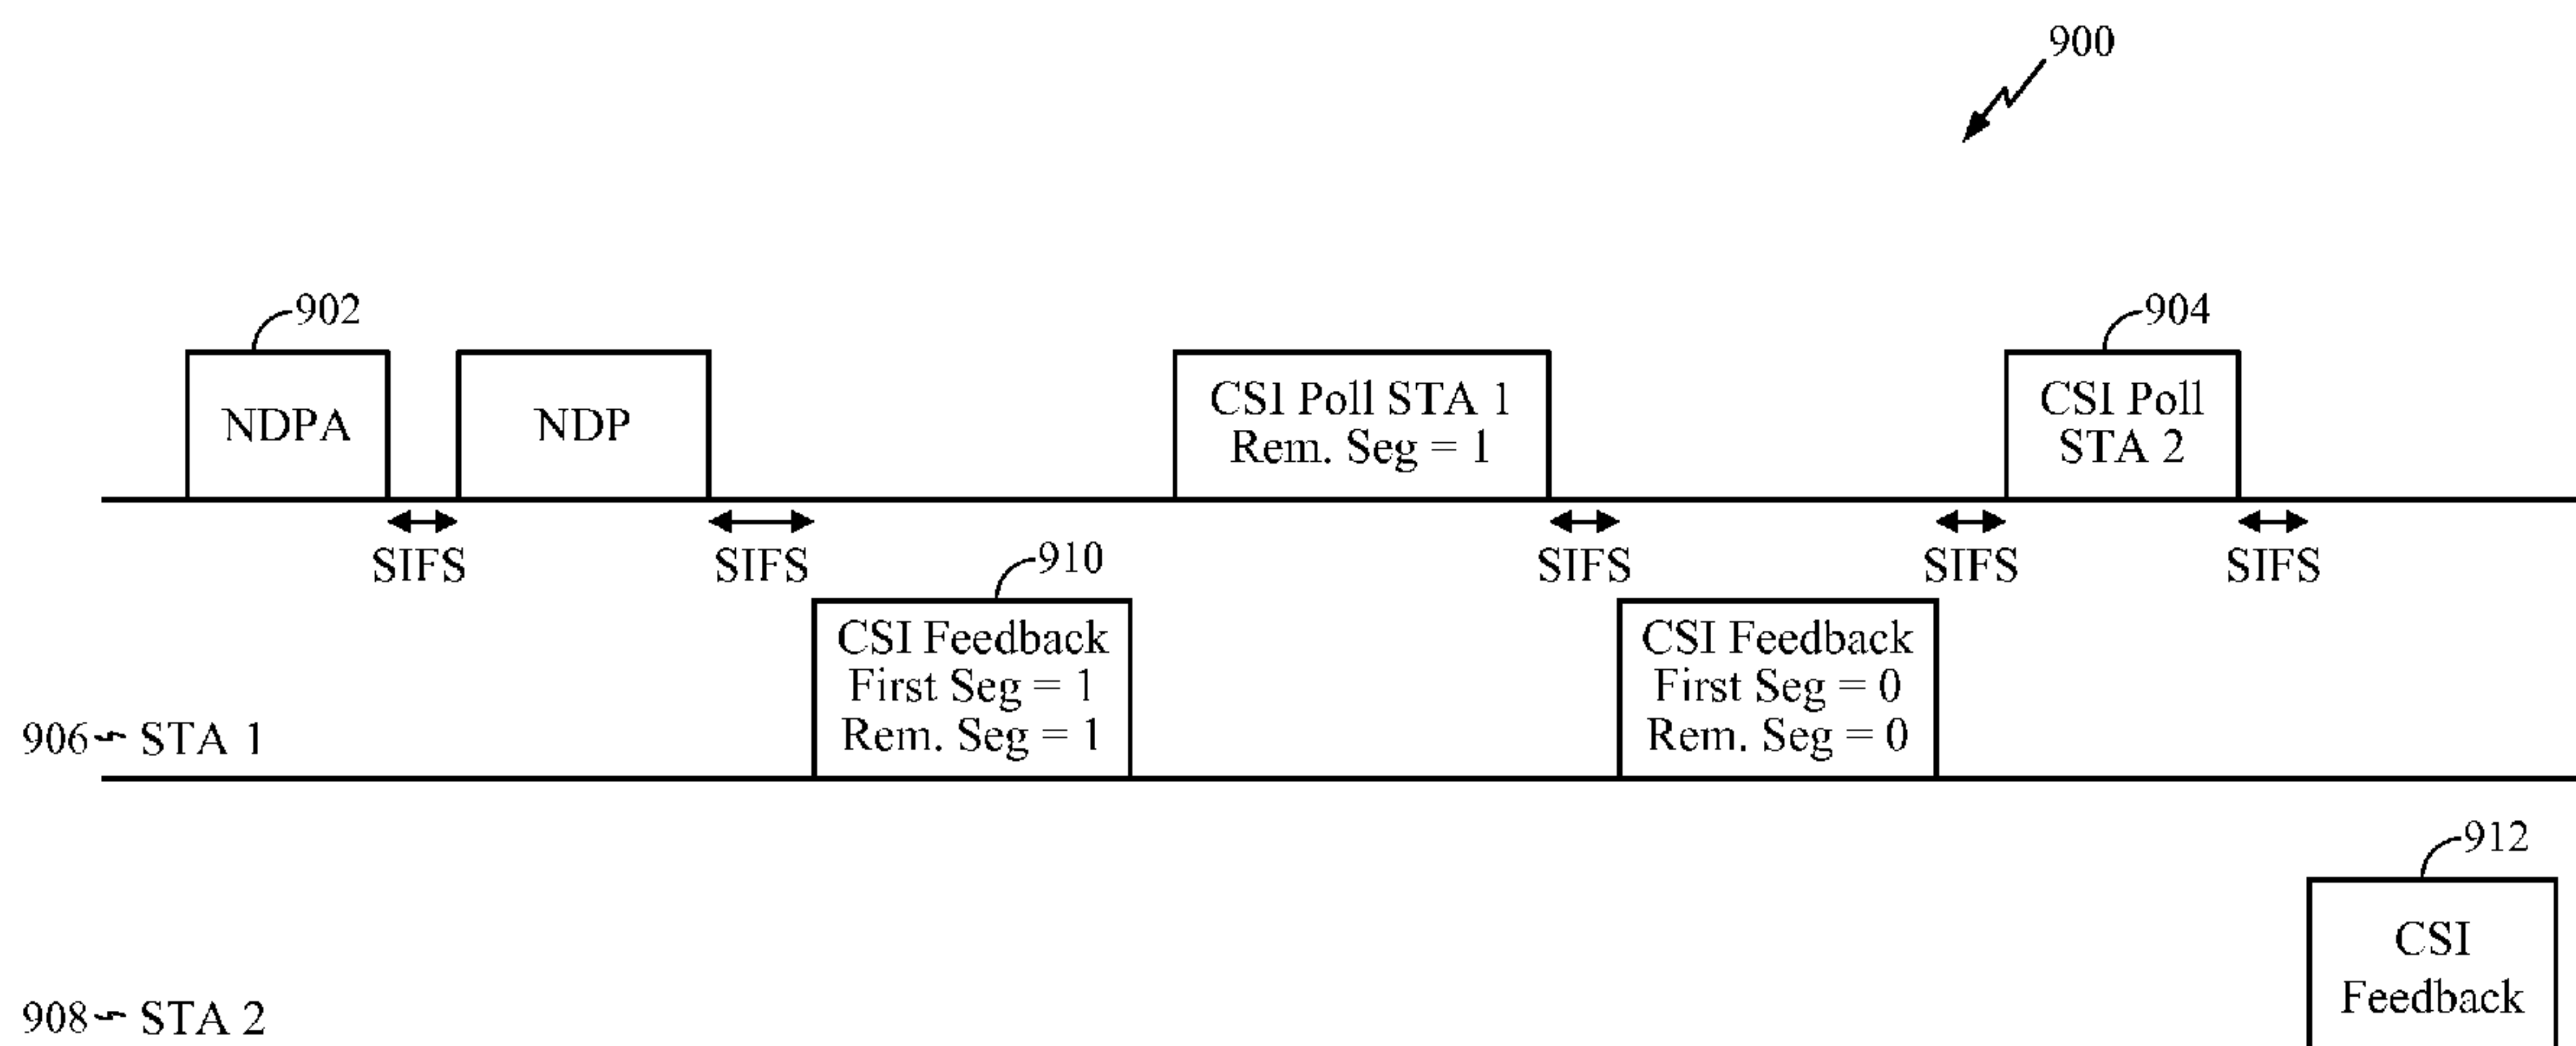 900
902
904
NDPA
NDP
CSI Poll STA 1
Rem. Seg = 1
CSI Poll
STA 2
SIFS
SIFS
SIFS
SIFS
SIFS
910
CSI Feedback
First Seg = 1
Rem. Seg = 1
CSI Feedback
First Seg = 0
Rem. Seg = 0
906 STA 1
912
CSI
Feedback
908 STA 2